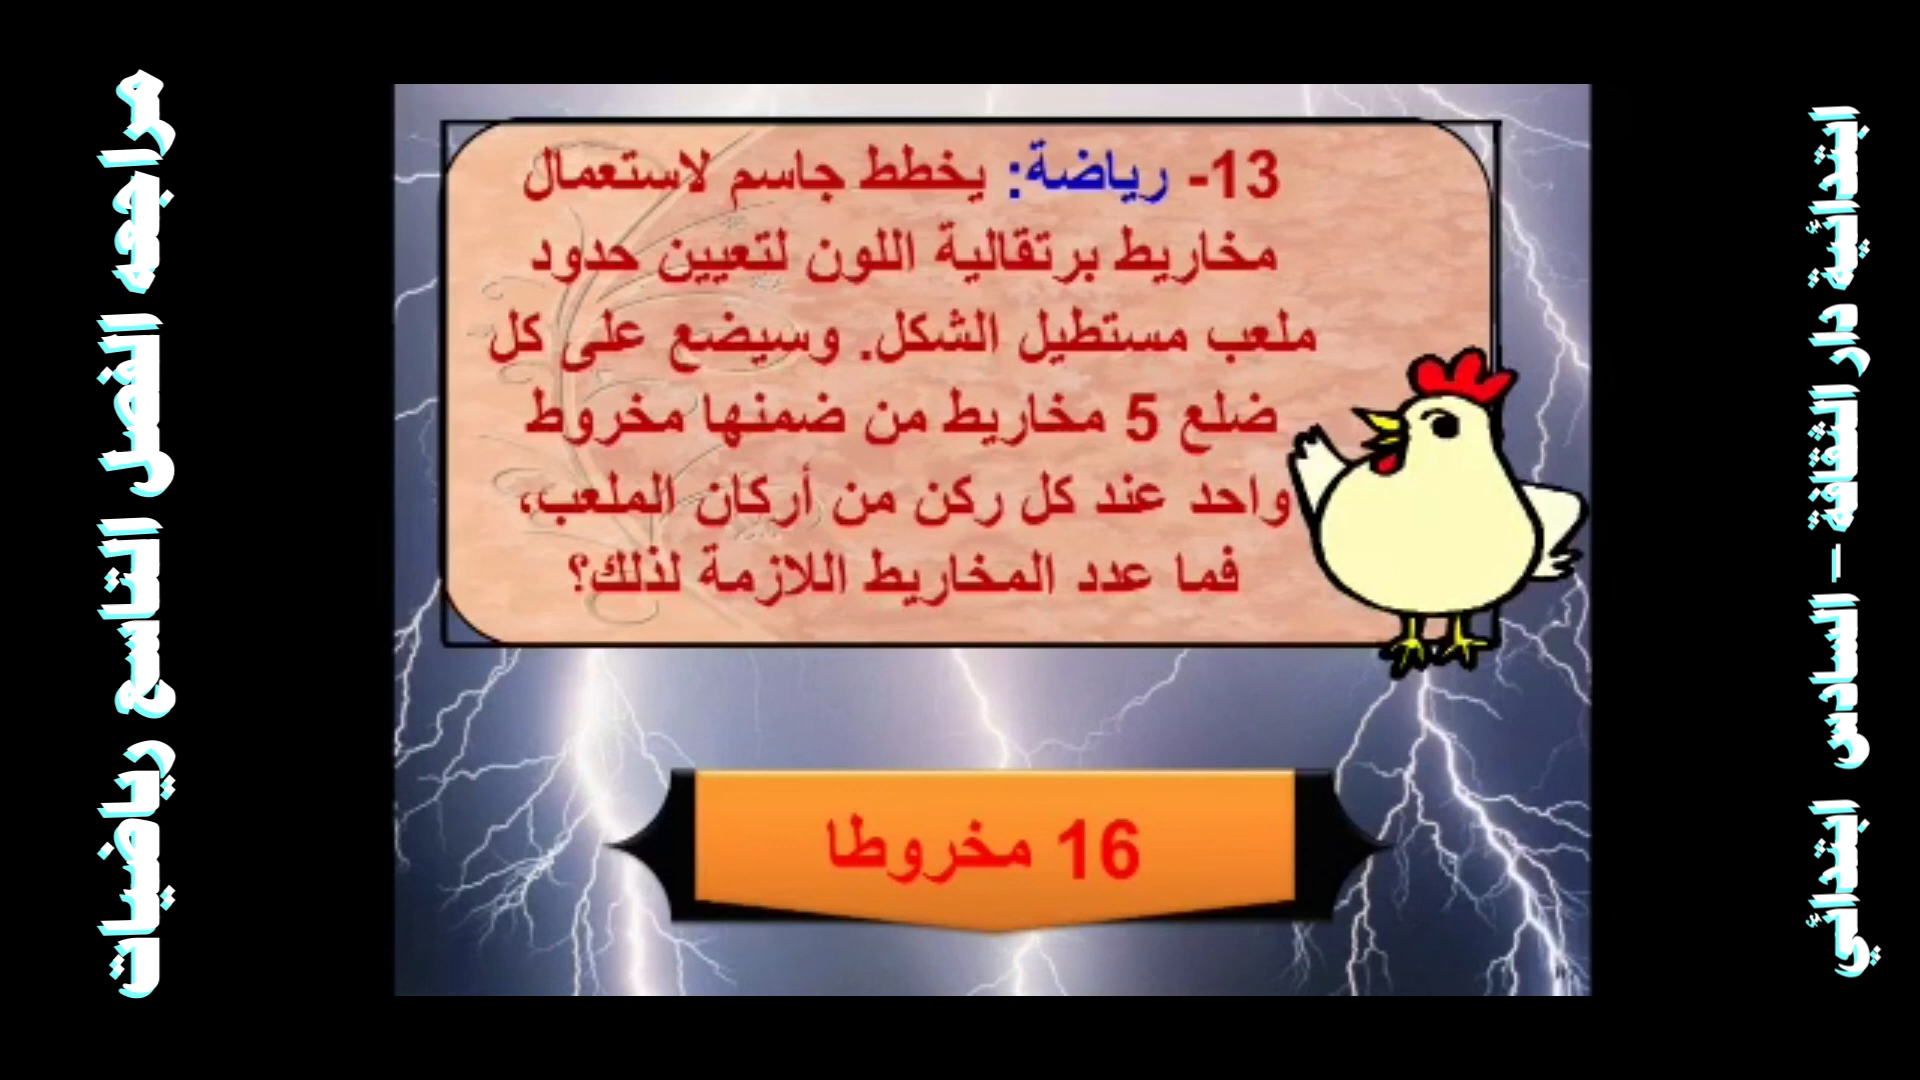 13- رياضة: يخطط جاسم لاستعمال
مخاريط برتقالية اللون لتعيين حدود
ملعب مستطيل الشكل. وسيضع على كل
ضلع 5 مخاريط من ضمنها مخروط
واحد عند كل ركن من أركان الملعب،
فما عدد المخاريط اللازمة لذلك؟
16 مخروطا
ابتدائية دار الثقافة – السادس ابتدائي
مراجعه الفصل التاسع رياضيات